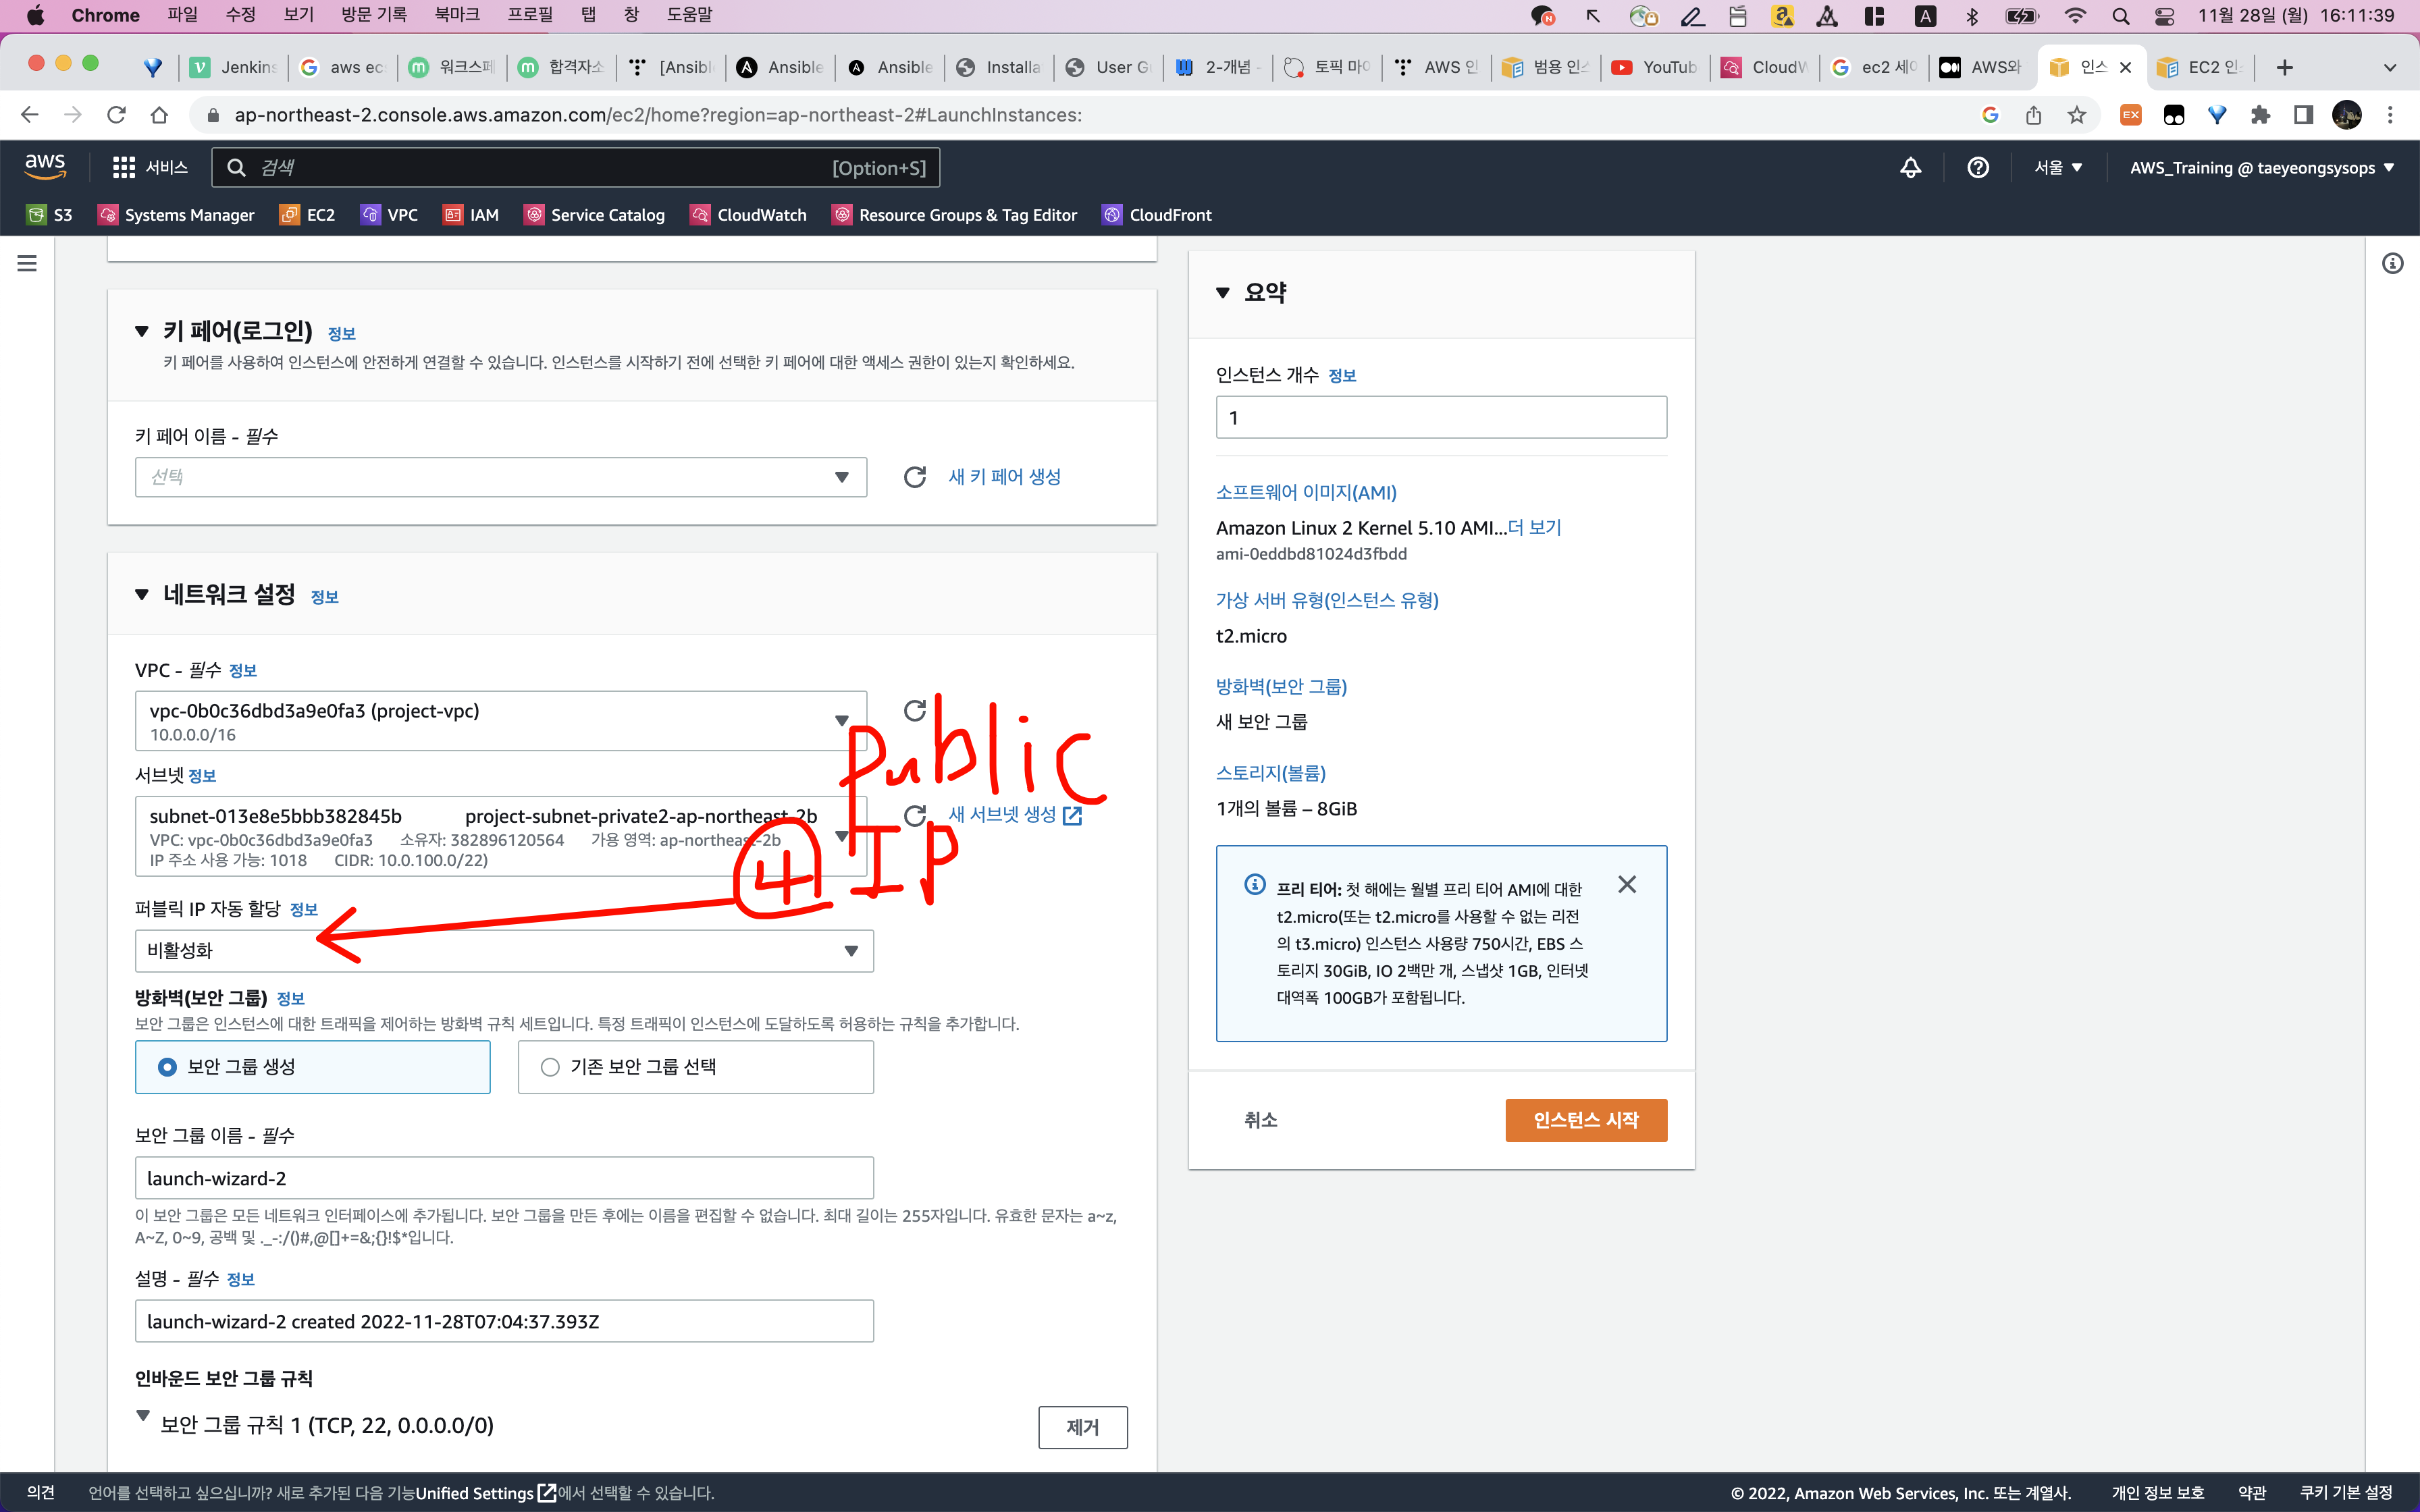 Chrome 파일 수정 보기 방문 기록 북마크 프로필 탭 창 도움말 11월 28일 (월) 16:11:39
Jenkins aws ec 워크스페 합격자소 [Ansibl Ansible Ansible Installa User G 2-개념 - 토픽 마이 AWS 인 범용 인스 YouTub CloudW ec2 세 AWS와 인스 EC2 인
ap-northeast-2.console.aws.amazon.com/ec2/home?region=ap-northeast-2#LaunchInstances:
aws 서비스 검색 [Option+S] 서울 AWS_Training @ taeyeongsysops
S3 Systems Manager EC2 VPC IAM Service Catalog CloudWatch Resource Groups & Tag Editor CloudFront
키 페어(로그인) 정보
키 페어를 사용하여 인스턴스에 안전하게 연결할 수 있습니다. 인스턴스를 시작하기 전에 선택한 키 페어에 대한 액세스 권한이 있는지 확인하세요.
키 페어 이름 - 필수
선택 새 키 페어 생성
네트워크 설정 정보
VPC - 필수 정보
vpc-0b0c36dbd3a9e0fa3 (project-vpc)
10.0.0.0/16
서브넷 정보
subnet-013e8e5bbb382845b project-subnet-private2-ap-northeast-2b
VPC: vpc-0b0c36dbd3a9e0fa3 소유자: 382896120564 가용 영역: ap-northeast-2b
IP 주소 사용 가능: 1018 CIDR: 10.0.100.0/22)
새 서브넷 생성
Public
④ IP
퍼블릭 IP 자동 할당 정보
비활성화
방화벽(보안 그룹) 정보
보안 그룹은 인스턴스에 대한 트래픽을 제어하는 방화벽 규칙 세트입니다. 특정 트래픽이 인스턴스에 도달하도록 허용하는 규칙을 추가합니다.
보안 그룹 생성 기존 보안 그룹 선택
보안 그룹 이름 - 필수
launch-wizard-2
이 보안 그룹은 모든 네트워크 인터페이스에 추가됩니다. 보안 그룹을 만든 후에는 이름을 편집할 수 없습니다. 최대 길이는 255자입니다. 유효한 문자는 a~z,
A~Z, 0~9, 공백 및 ._-:/()#,@[]+=&;{}!$*입니다.
설명 - 필수 정보
launch-wizard-2 created 2022-11-28T07:04:37.393Z
인바운드 보안 그룹 규칙
보안 그룹 규칙 1 (TCP, 22, 0.0.0.0/0) 제거
요약
인스턴스 개수 정보
1
소프트웨어 이미지(AMI)
Amazon Linux 2 Kernel 5.10 AMI...더 보기
ami-0eddbd81024d3fbdd
가상 서버 유형(인스턴스 유형)
t2.micro
방화벽(보안 그룹)
새 보안 그룹
스토리지(볼륨)
1개의 볼륨 – 8GiB
프리 티어: 첫 해에는 월별 프리 티어 AMI에 대한
t2.micro(또는 t2.micro를 사용할 수 없는 리전
의 t3.micro) 인스턴스 사용량 750시간, EBS 스
토리지 30GiB, IO 2백만 개, 스냅샷 1GB, 인터넷
대역폭 100GB가 포함됩니다.
취소 인스턴스 시작
의견 언어를 선택하고 싶으십니까? 새로 추가된 다음 기능Unified Settings 에서 선택할 수 있습니다. © 2022, Amazon Web Services, Inc. 또는 계열사. 개인 정보 보호 약관 쿠키 기본 설정